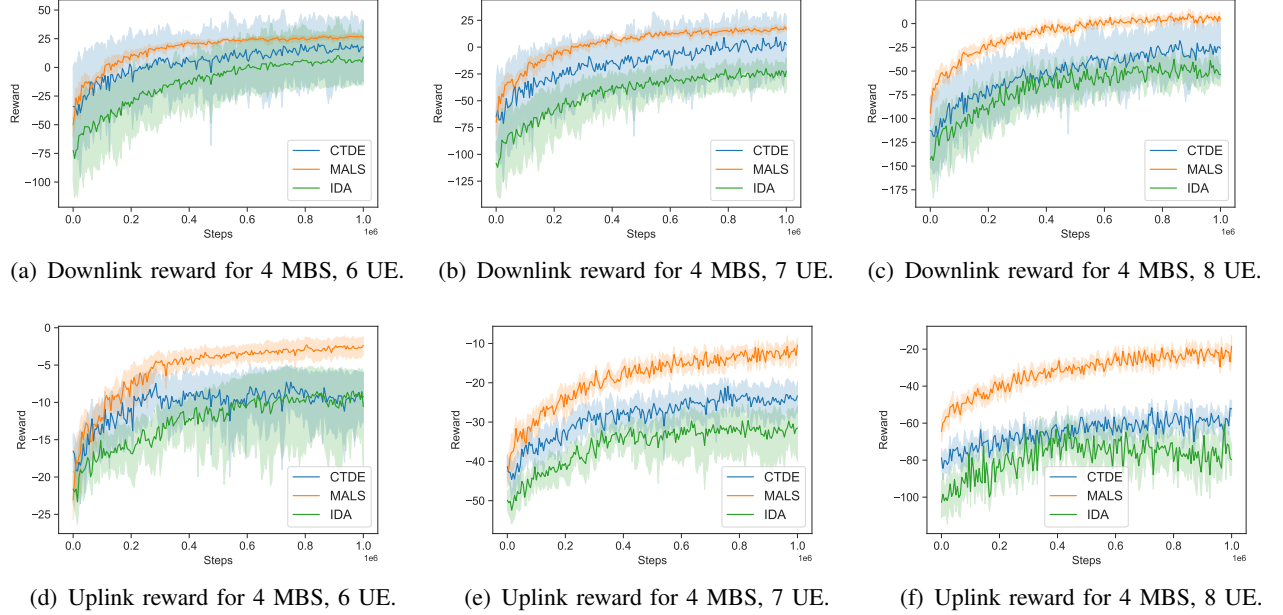 50
25
0
−25
−50
−75
−100
Reward
0.0 0.2 0.4 0.6 0.8 1.0
Steps
1e6
CTDE
MALS
IDA
(a) Downlink reward for 4 MBS, 6 UE.
25
0
−25
−50
−75
−100
−125
Reward
0.0 0.2 0.4 0.6 0.8 1.0
Steps
1e6
CTDE
MALS
IDA
(b) Downlink reward for 4 MBS, 7 UE.
0
−25
−50
−75
−100
−125
−150
−175
Reward
0.0 0.2 0.4 0.6 0.8 1.0
Steps
1e6
CTDE
MALS
IDA
(c) Downlink reward for 4 MBS, 8 UE.
0
−5
−10
−15
−20
−25
Reward
0.0 0.2 0.4 0.6 0.8 1.0
Steps
1e6
CTDE
MALS
IDA
(d) Uplink reward for 4 MBS, 6 UE.
−10
−20
−30
−40
−50
Reward
0.0 0.2 0.4 0.6 0.8 1.0
Steps
1e6
CTDE
MALS
IDA
(e) Uplink reward for 4 MBS, 7 UE.
−20
−40
−60
−80
−100
Reward
0.0 0.2 0.4 0.6 0.8 1.0
Steps
1e6
CTDE
MALS
IDA
(f) Uplink reward for 4 MBS, 8 UE.